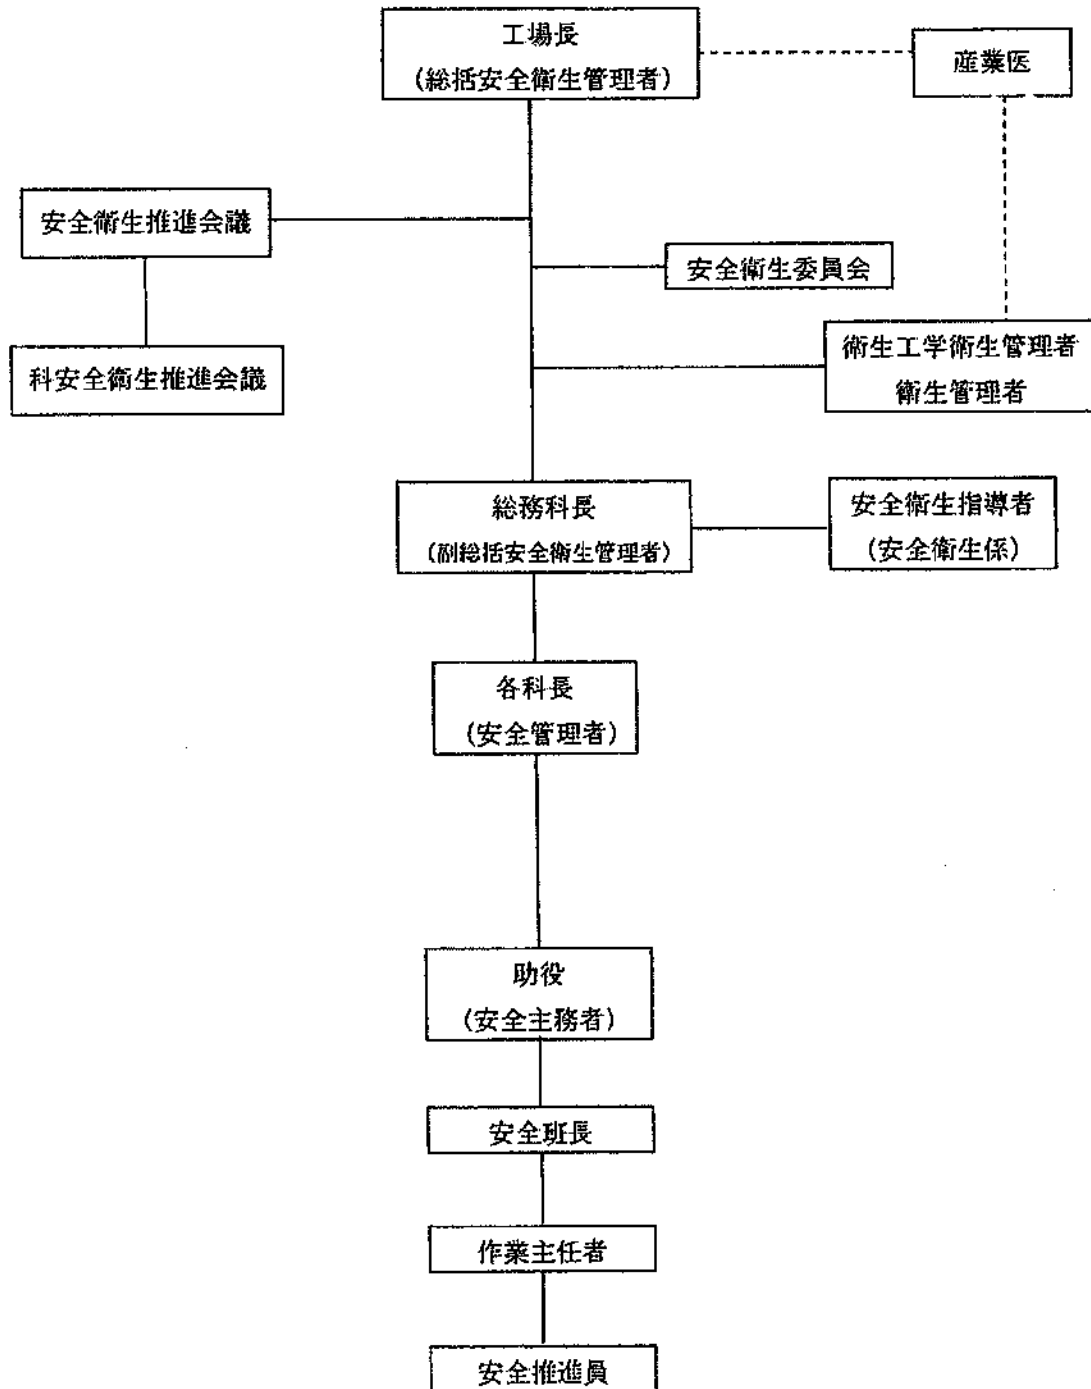 工場長
(総括安全衛生管理者)
産業医
安全衛生推進会議
安全衛生委員会
衛生工学衛生管理者
衛生管理者
科安全衛生推進会議
総務科長
(副総括安全衛生管理者)
安全衛生指導者
(安全衛生係)
各科長
(安全管理者)
助役
(安全主務者)
安全班長
作業主任者
安全推進員